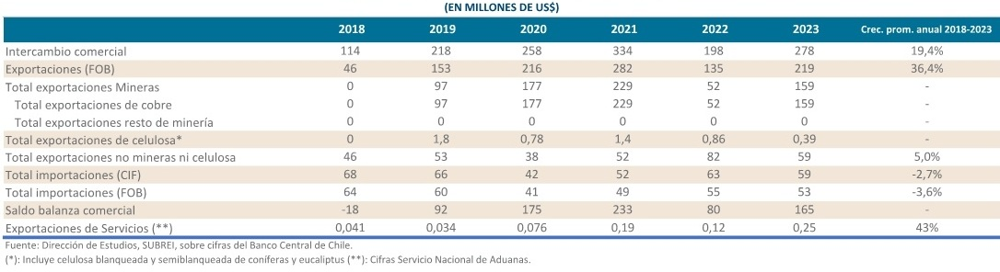 (EN MILLONES DE US$)
2018 2019 2020 2021 2022 2023 Crec. prom. anual 2018-2023
Intercambio comercial 114 218 258 334 198 278 19,4%
Exportaciones (FOB) 46 153 216 282 135 219 36,4%
Total exportaciones Mineras 0 97 177 229 52 159 -
Total exportaciones de cobre 0 97 177 229 52 159 -
Total exportaciones resto de minería 0 0 0 0 0 0 -
Total exportaciones de celulosa* 0 1,8 0,78 1,4 0,86 0,39 -
Total exportaciones no mineras ni celulosa 46 53 38 52 82 59 5,0%
Total importaciones (CIF) 68 66 42 52 63 59 -2,7%
Total importaciones (FOB) 64 60 41 49 55 53 -3,6%
Saldo balanza comercial -18 92 175 233 80 165 -
Exportaciones de Servicios (**) 0,041 0,034 0,076 0,19 0,12 0,25 43%
Fuente: Dirección de Estudios, SUBREI, sobre cifras del Banco Central de Chile.
(*): Incluye celulosa blanqueada y semiblanqueada de coníferas y eucaliptus (**): Cifras Servicio Nacional de Aduanas.